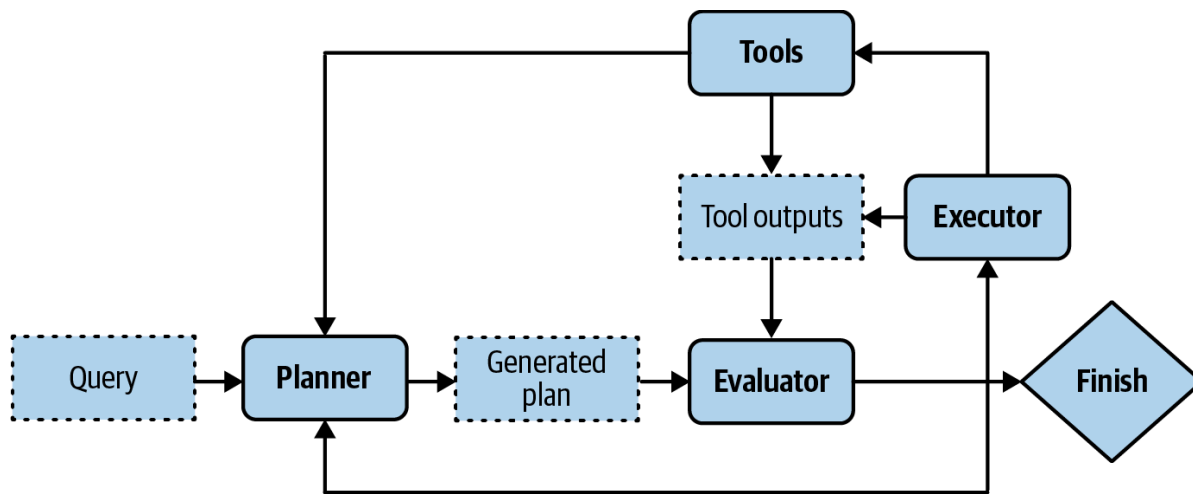 Tools
Tool outputs
Executor
Query
Planner
Generated
plan
Evaluator
Finish